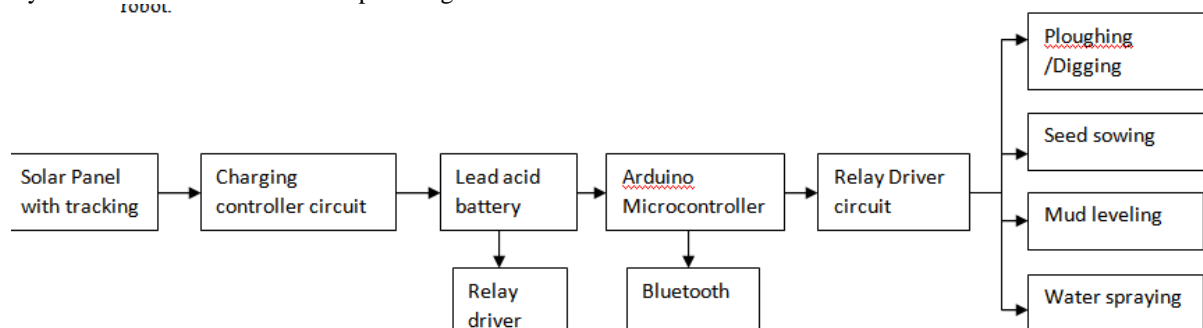 robot.
Ploughing
/Digging
Seed sowing
Solar Panel
with tracking
Charging
controller circuit
Lead acid
battery
Arduino
Microcontroller
Relay Driver
circuit
Mud leveling
Relay
driver
Bluetooth
Water spraying